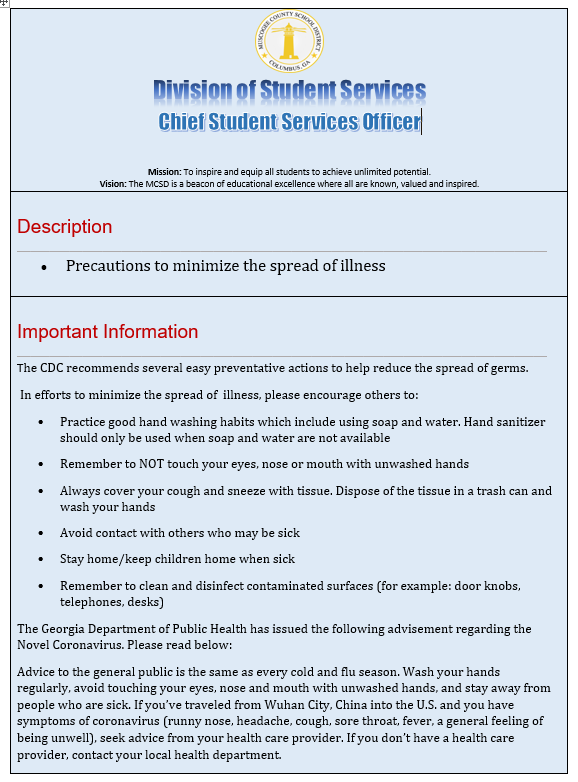 MUSCOGEE COUNTY SCHOOL DISTRICT
COLUMBUS, GA
Division of Student Services
Chief Student Services Officer
Mission: To inspire and equip all students to achieve unlimited potential.
Vision: The MCSD is a beacon of educational excellence where all are known, valued and inspired.
Description
• Precautions to minimize the spread of illness
Important Information
The CDC recommends several easy preventative actions to help reduce the spread of germs.
In efforts to minimize the spread of illness, please encourage others to:
• Practice good hand washing habits which include using soap and water. Hand sanitizer
should only be used when soap and water are not available
• Remember to NOT touch your eyes, nose or mouth with unwashed hands
• Always cover your cough and sneeze with tissue. Dispose of the tissue in a trash can and
wash your hands
• Avoid contact with others who may be sick
• Stay home/keep children home when sick
• Remember to clean and disinfect contaminated surfaces (for example: door knobs,
telephones, desks)
The Georgia Department of Public Health has issued the following advisement regarding the
Novel Coronavirus. Please read below:
Advice to the general public is the same as every cold and flu season. Wash your hands
regularly, avoid touching your eyes, nose and mouth with unwashed hands, and stay away from
people who are sick. If you've traveled from Wuhan City, China into the U.S. and you have
symptoms of coronavirus (runny nose, headache, cough, sore throat, fever, a general feeling of
being unwell), seek advice from your health care provider. If you don't have a health care
provider, contact your local health department.